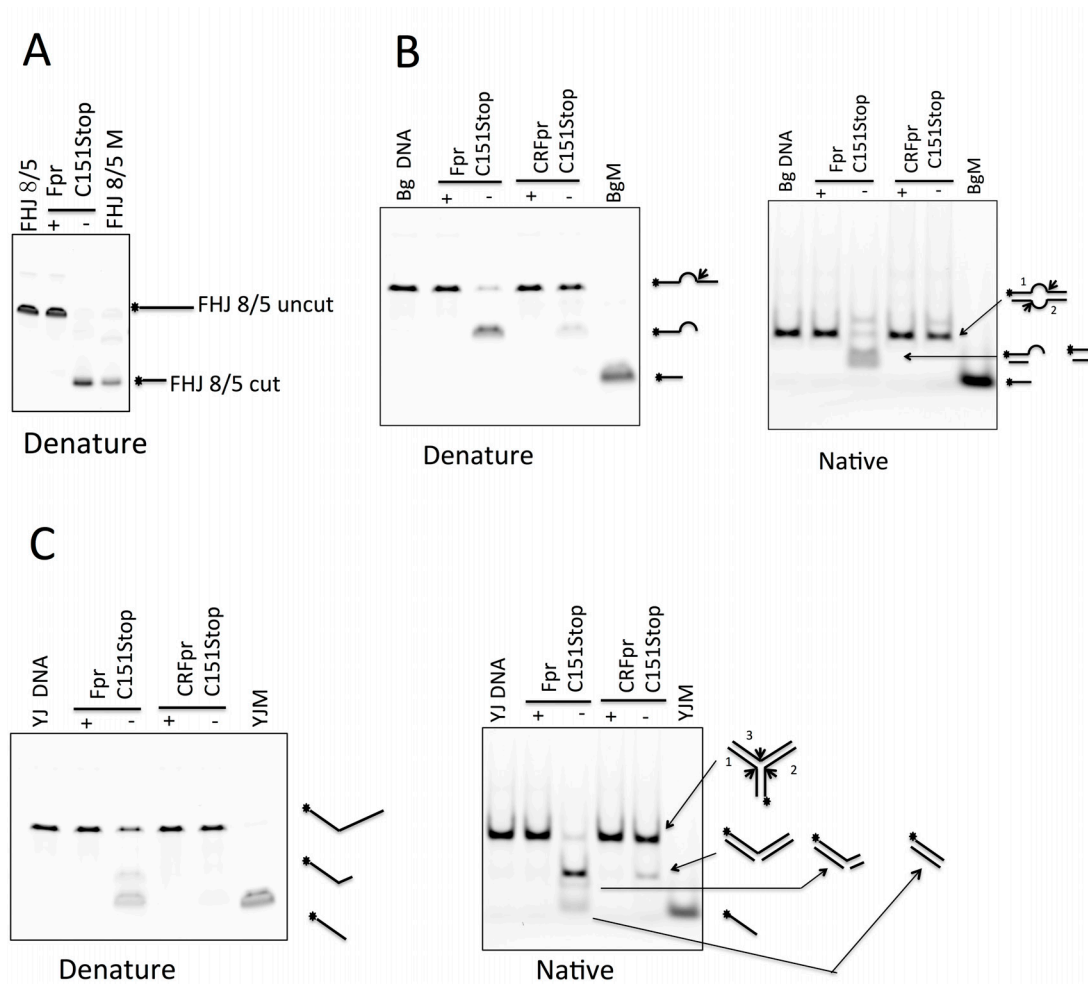 A
FHJ 8/5
Fpr
C151Stop
FHJ 8/5 M
+
-
FHJ 8/5 uncut
FHJ 8/5 cut
Denature
B
Bg DNA
Fpr
C151Stop
CRFpr
C151Stop
BgM
+
-
+
-
Denature
Bg DNA
Fpr
C151Stop
CRFpr
C151Stop
BgM
+
-
+
-
1
2
Native
C
YJ DNA
Fpr
C151Stop
CRFpr
C151Stop
YJM
+
-
+
-
Denature
YJ DNA
Fpr
C151Stop
CRFpr
C151Stop
YJM
+
-
+
-
3
1
2
Native